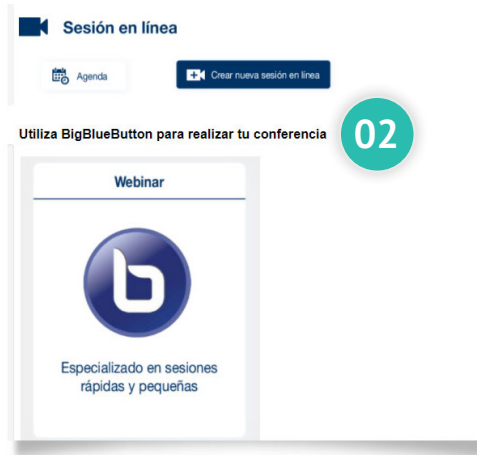 Sesión en línea
Agenda
Crear nueva sesión en línea
Utiliza BigBlueButton para realizar tu conferencia
02
Webinar
b
Especializado en sesiones
rápidas y pequeñas